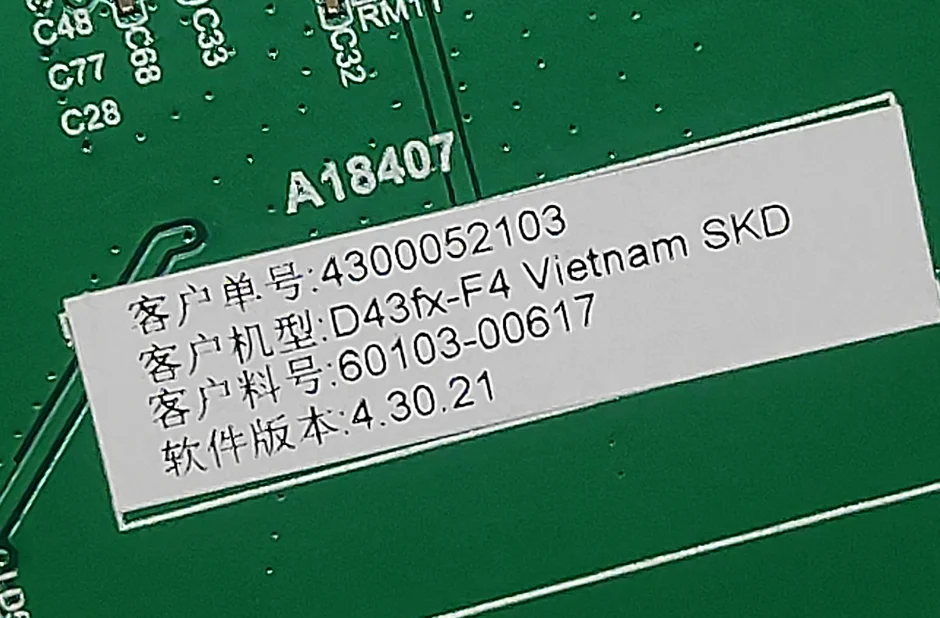 C48
C77
C28
C68
C33
C32
RM11
A18407
客户单号:4300052103
客户机型:D43fx-F4 Vietnam SKD
客户料号:60103-00617
软件版本:4.30.21